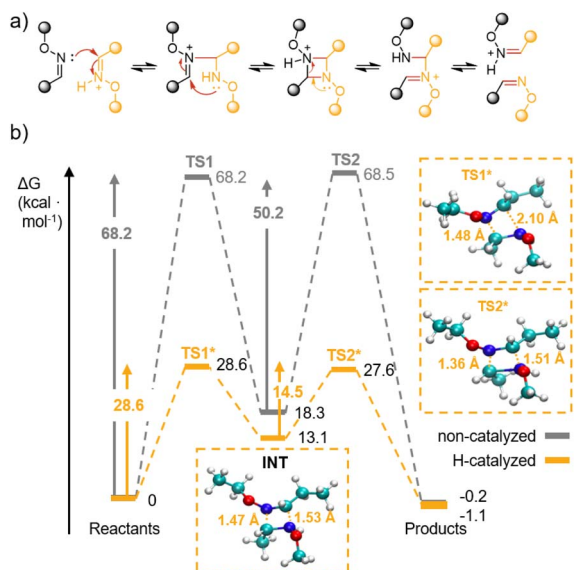 a)
O N: H N + O
O N + HN O :
O N + H N O :
O HN N + O
O N + H N O
b)
ΔG
(kcal ·
mol⁻¹)
TS1
68.2
TS2
68.5
68.2
50.2
TS1*
28.6
TS2*
27.6
28.6
14.5
18.3
13.1
INT
0
-0.2
-1.1
Reactants
Products
TS1*
2.10 Å
1.48 Å
TS2*
1.36 Å
1.51 Å
1.47 Å
1.53 Å
non-catalyzed
H-catalyzed